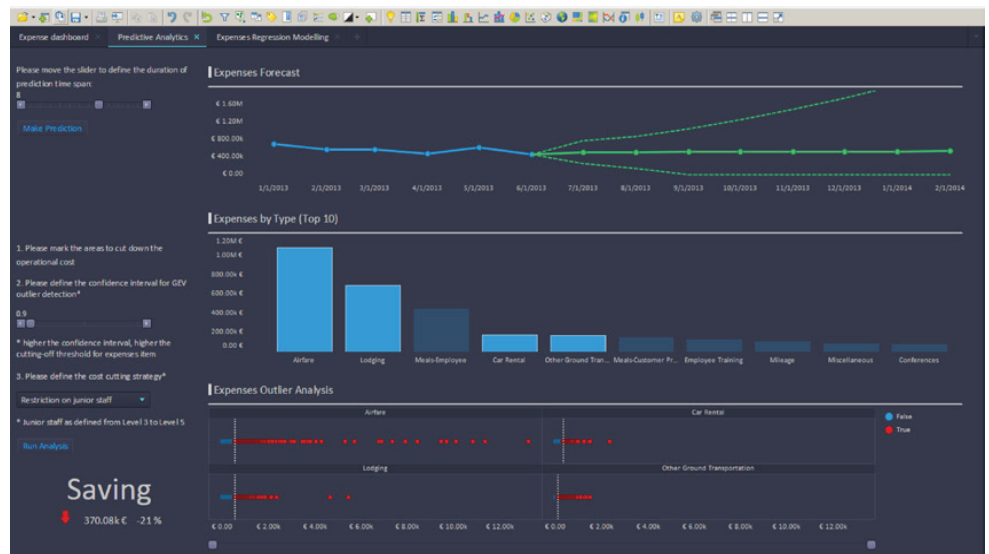 Expense dashboard
Predictive Analytics ×
Expenses Regression Modelling
Please move the slider to define the duration of
prediction time span:
8
Make Prediction
Expenses Forecast
€ 1.60M
€ 1.20M
€ 800.00k
€ 400.00k
€ 0.00
1/1/2013 2/1/2013 3/1/2013 4/1/2013 5/1/2013 6/1/2013 7/1/2013 8/1/2013 9/1/2013 10/1/2013 11/1/2013 12/1/2013 1/1/2014 2/1/2014
1. Please mark the areas to cut down the
operational cost
2. Please define the confidence interval for GEV
outlier detection*
0.9
* higher the confidence interval, higher the
cutting-off threshold for expenses item
3. Please define the cost cutting strategy*
Restriction on junior staff
* Junior staff as defined from Level 3 to Level 5
Run Analysis
Saving
370.08k € -21 %
Expenses by Type (Top 10)
1.20M €
1.00M €
800.00k €
600.00k €
400.00k €
200.00k €
0.00 €
Airfare Lodging Meals-Employee Car Rental Other Ground Tran... Meals-Customer Pr... Employee Training Mileage Miscellaneous Conferences
Expenses Outlier Analysis
Airfare Car Rental
Lodging Other Ground Transportation
€ 0.00 € 2.00k € 4.00k € 6.00k € 8.00k € 10.00k € 12.00k € 0.00 € 2.00k € 4.00k € 6.00k € 8.00k € 10.00k € 12.00k
False
True